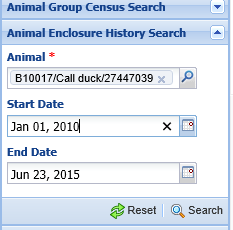 Animal Group Census Search
Animal Enclosure History Search
Animal *
B10017/Call duck/27447039
Start Date
Jan 01, 2010
End Date
Jun 23, 2015
Reset Search